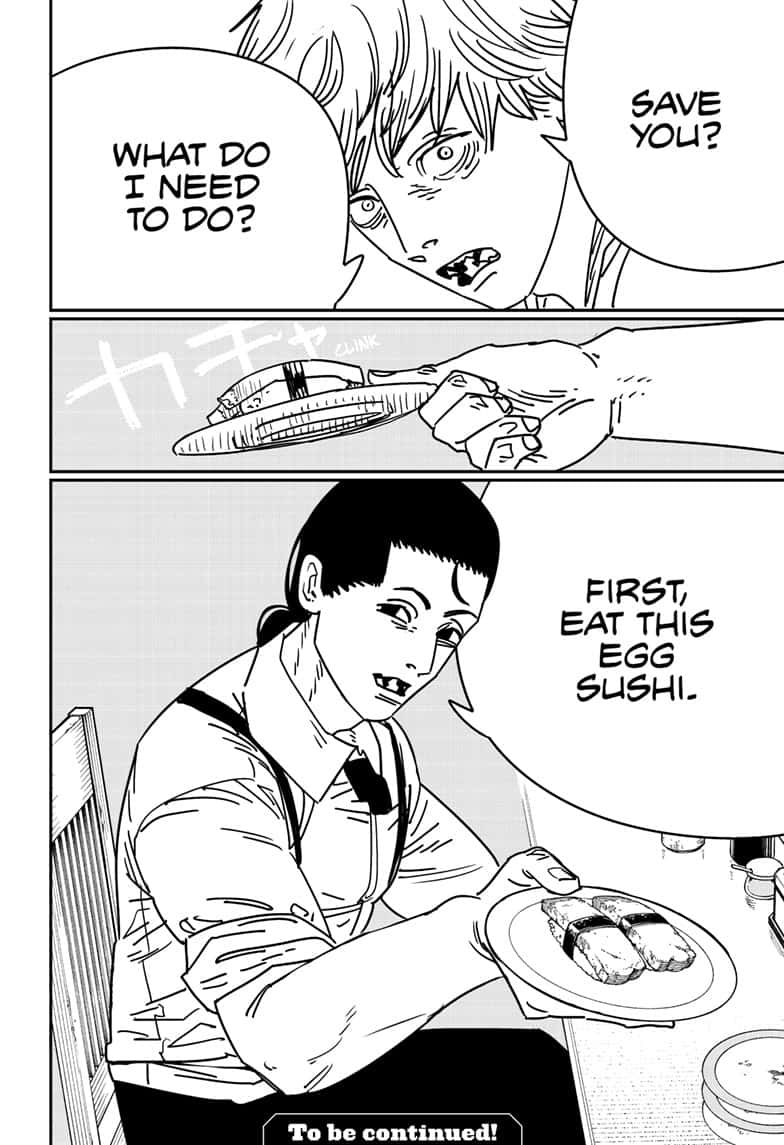 SAVE
YOU?
WHAT DO
I NEED
TO DO?
カチャ
CLINK
FIRST,
EAT THIS
EGG
SUSHI.
To be continued!